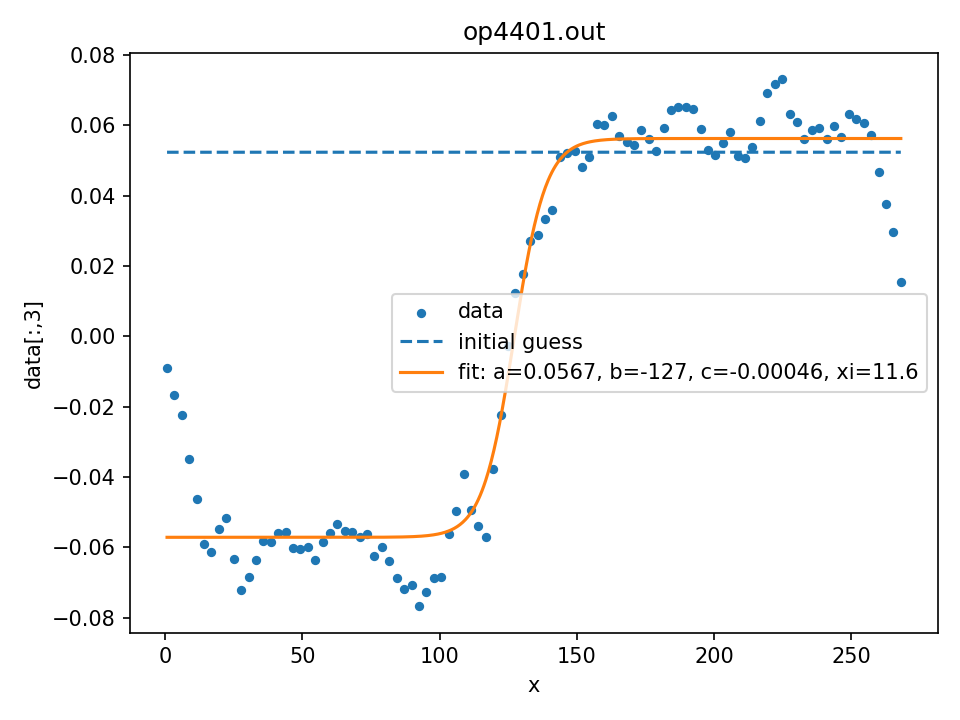 op4401.out
0.08
0.06
0.04
0.02
0.00
−0.02
−0.04
−0.06
−0.08
data[:,3]
data
initial guess
fit: a=0.0567, b=-127, c=-0.00046, xi=11.6
0 50 100 150 200 250
x